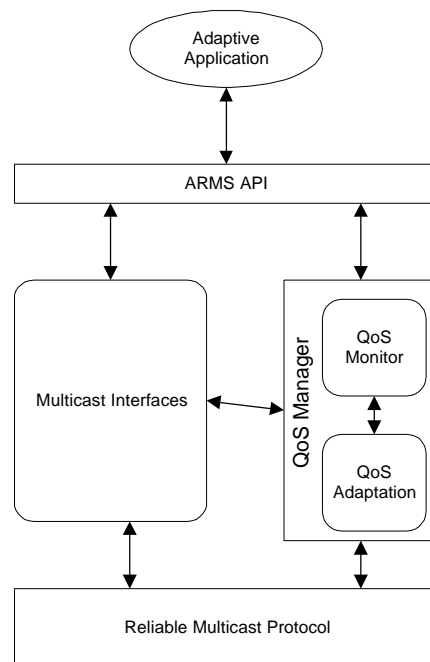 Adaptive
Application
ARMS API
Multicast Interfaces
QoS Manager
QoS
Monitor
QoS
Adaptation
Reliable Multicast Protocol